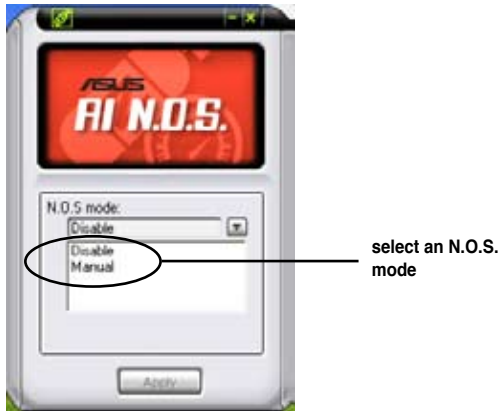 ASUS
AI N.O.S.
N.O.S mode:
Disable
Disable
Manual
select an N.O.S.
mode
Apply